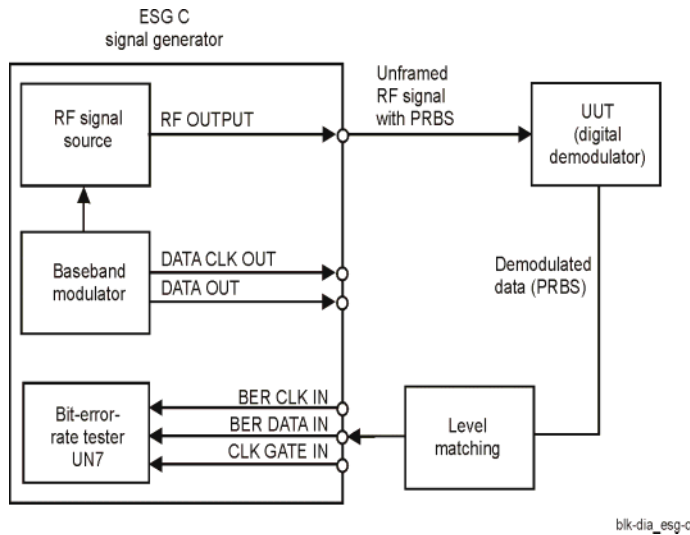 ESG C
signal generator
RF signal
source
RF OUTPUT
Unframed
RF signal
with PRBS
UUT
(digital
demodulator)
Baseband
modulator
DATA CLK OUT
DATA OUT
Demodulated
data (PRBS)
Bit-error-
rate tester
UN7
BER CLK IN
BER DATA IN
CLK GATE IN
Level
matching
blk-dia_esg-c